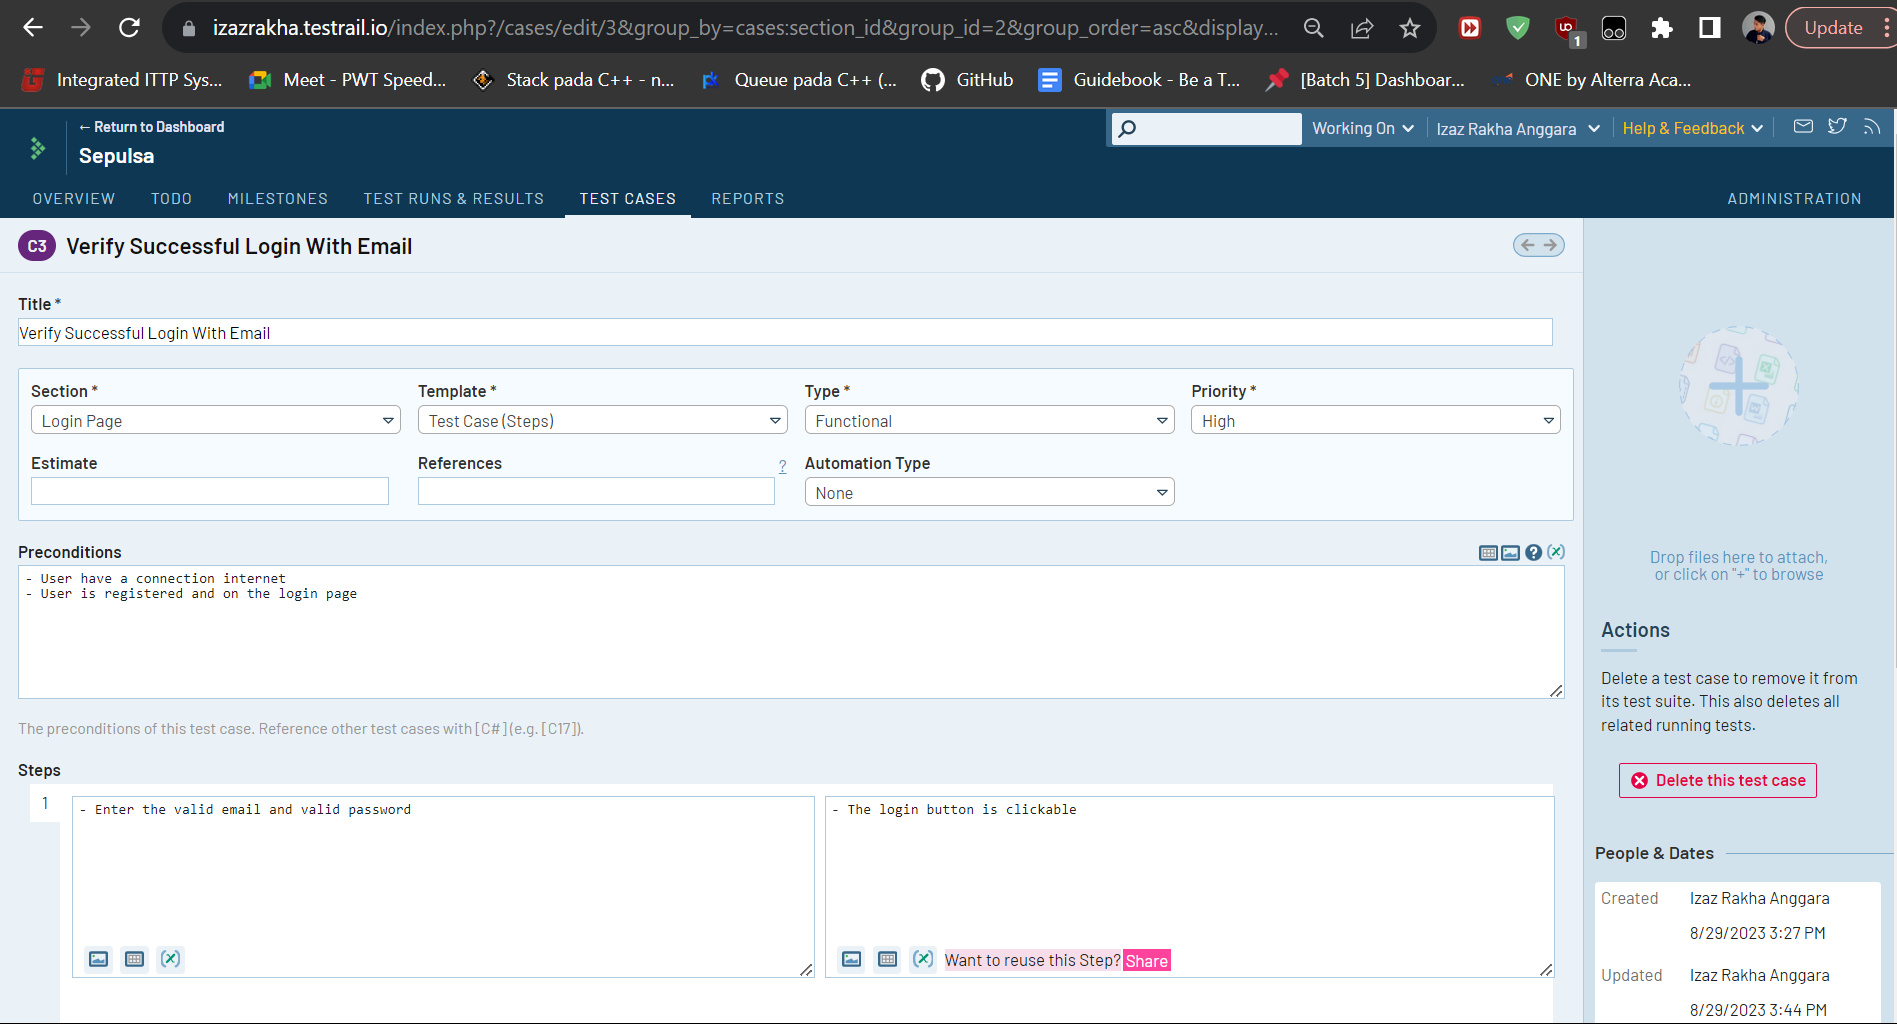 izazrakha.testrail.io/index.php?/cases/edit/3&group_by=cases:section_id&group_id=2&group_order=asc&display...
1
Update
Integrated ITTP Sys...
Meet - PWT Speed...
Stack pada C++ - n...
Queue pada C++ (...
GitHub
Guidebook - Be a T...
[Batch 5] Dashboar...
ONE by Alterra Aca...
← Return to Dashboard
Sepulsa
Working On
Izaz Rakha Anggara
Help & Feedback
OVERVIEW
TODO
MILESTONES
TEST RUNS & RESULTS
TEST CASES
REPORTS
ADMINISTRATION
C3 Verify Successful Login With Email
Title *
Verify Successful Login With Email
Section *
Template *
Type *
Priority *
Login Page
Test Case (Steps)
Functional
High
Estimate
References
?
Automation Type
None
Preconditions
- User have a connection internet
- User is registered and on the login page
The preconditions of this test case. Reference other test cases with [C#] (e.g. [C17]).
Steps
1
- Enter the valid email and valid password
- The login button is clickable
Want to reuse this Step? Share
Drop files here to attach,
or click on "+" to browse
Actions
Delete a test case to remove it from
its test suite. This also deletes all
related running tests.
Delete this test case
People & Dates
Created
Izaz Rakha Anggara
8/29/2023 3:27 PM
Updated
Izaz Rakha Anggara
8/29/2023 3:44 PM